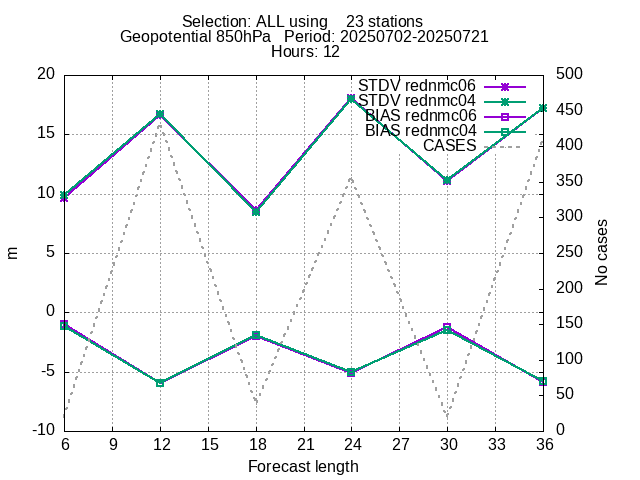 Selection: ALL using    23 stations
Geopotential 850hPa   Period: 20250702-20250721
Hours: 12
20
15
10
5
0
-5
-10
m
500
450
400
350
300
250
200
150
100
50
0
No cases
STDV rednmc06
STDV rednmc04
BIAS rednmc06
BIAS rednmc04
CASES
6 9 12 15 18 21 24 27 30 33 36
Forecast length